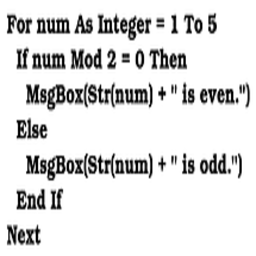 For num As Integer = 1 To 5
If num Mod 2 = 0 Then
MsgBox(Str(num) + " is even.")
Else
MsgBox(Str(num) + " is odd.")
End If
Next